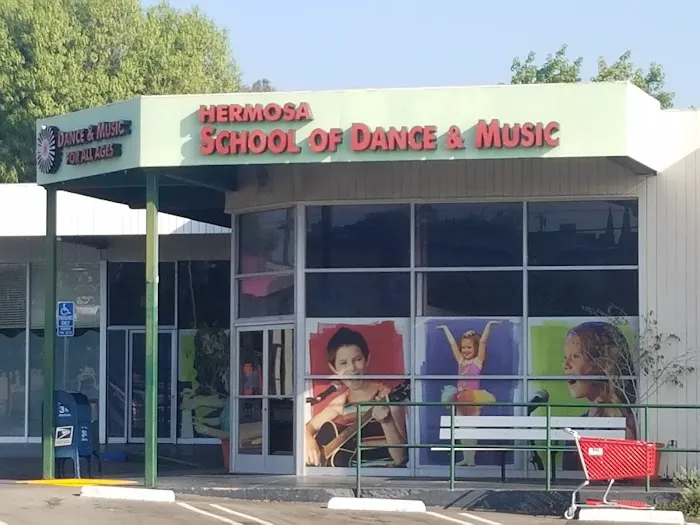 DANCE & MUSIC
FOR ALL AGES
HERMOSA
SCHOOL OF DANCE & MUSIC